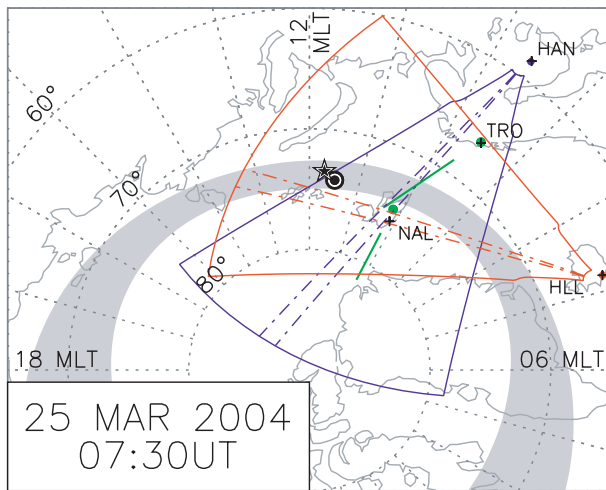 12
MLT
HAN
60°
TRO
70°
NAL
80°
HLL
18 MLT
06 MLT
25 MAR 2004
07:30UT